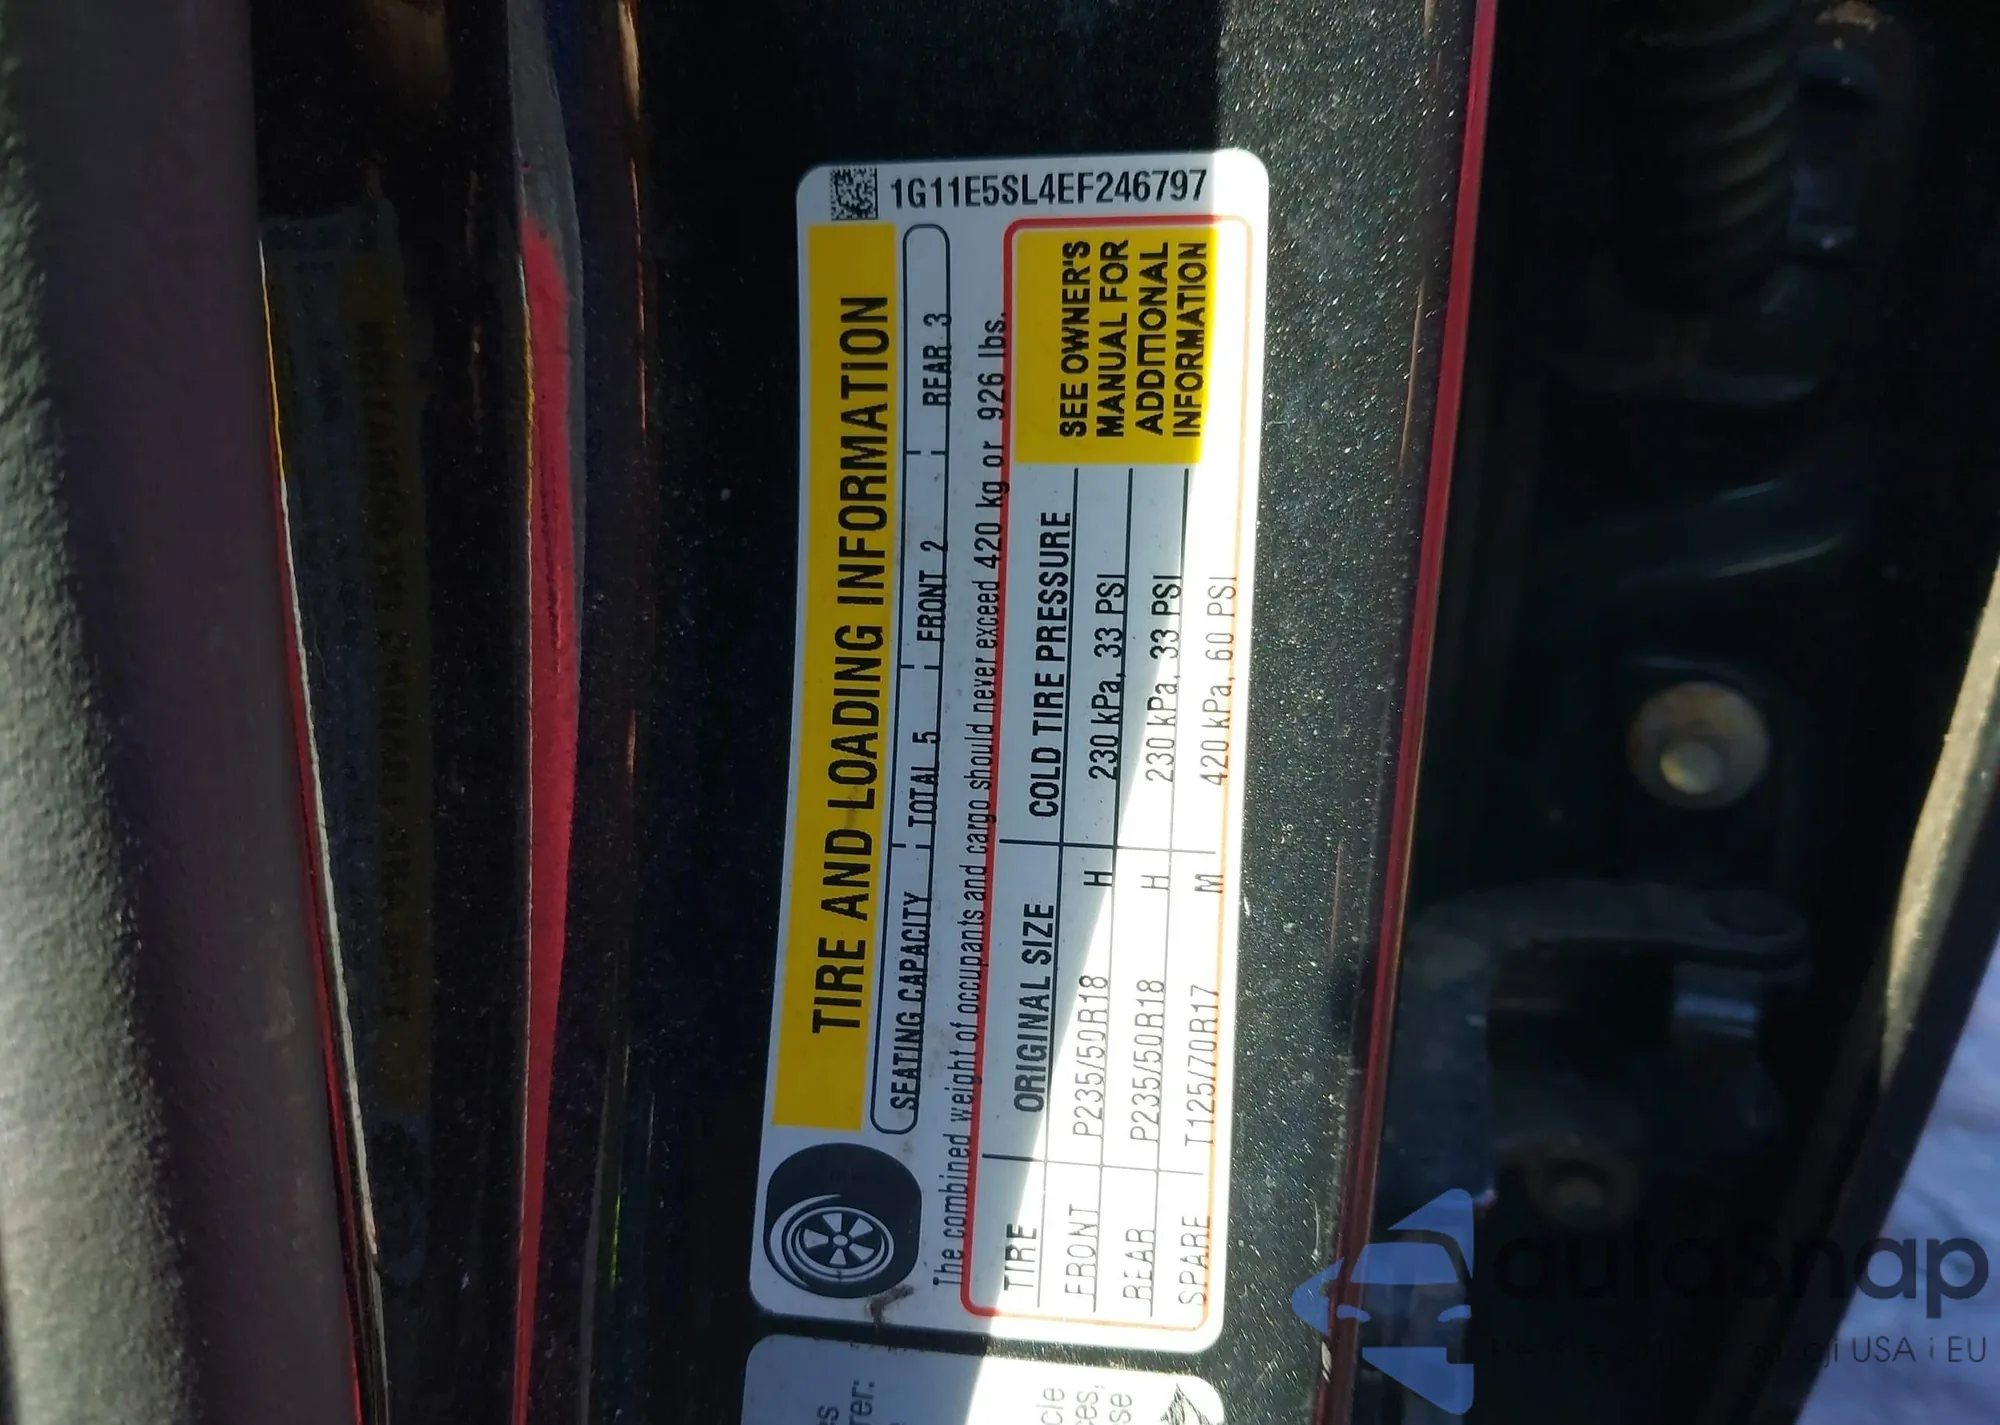 1G11E5SL4EF246797
TIRE AND LOADING INFORMATION
SEATING CAPACITY TOTAL 5 FRONT 2 REAR 3
The combined weight of occupants and cargo should never exceed 420 kg or 926 lbs.
TIRE ORIGINAL SIZE COLD TIRE PRESSURE
FRONT P235/50R18 H 230 kPa, 33 PSI
REAR P235/50R18 H 230 kPa, 33 PSI
SPARE T125/70R17 M 420 kPa, 60 PSI
SEE OWNER'S
MANUAL FOR
ADDITIONAL
INFORMATION
autosnap
USA i EU